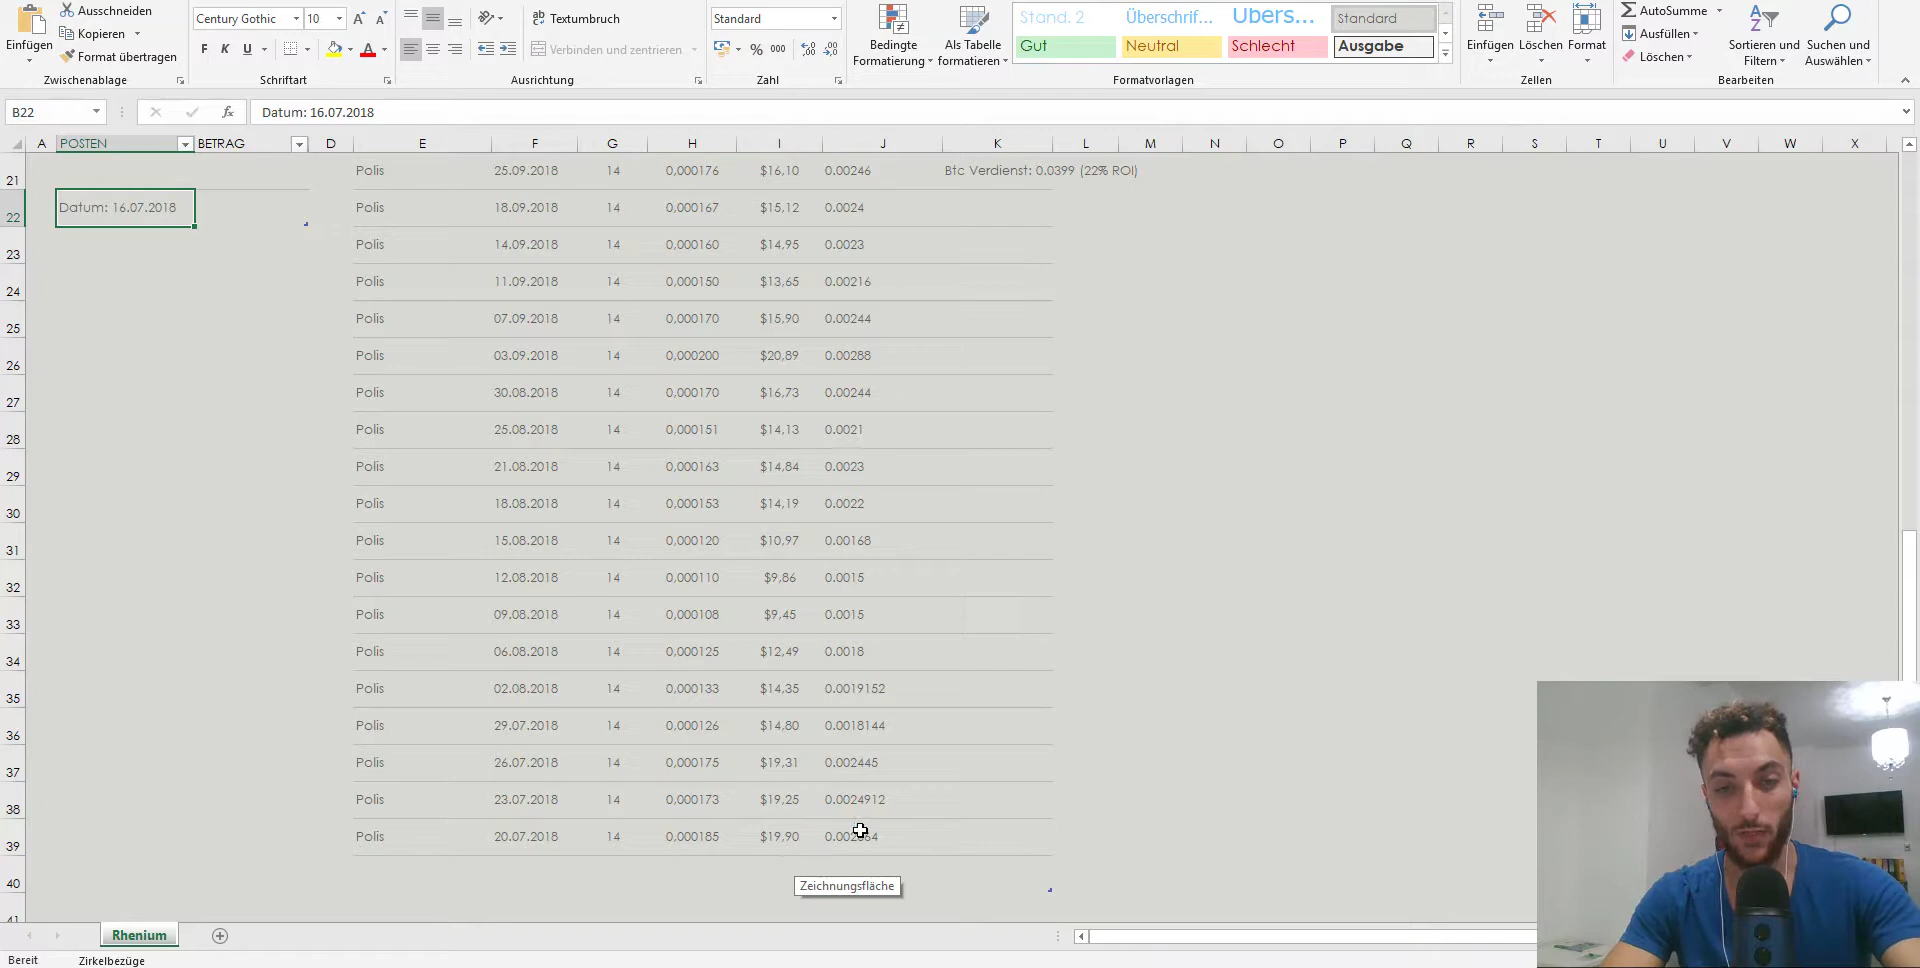 Einfügen
Ausschneiden
Kopieren
Format übertragen
Zwischenablage
Century Gothic
10
F K U
Schriftart
ab Textumbruch
Verbinden und zentrieren
Ausrichtung
Standard
% 000
Zahl
Bedingte Formatierung
Als Tabelle formatieren
Stand. 2 Überschrif... Übers... Standard
Gut Neutral Schlecht Ausgabe
Formatvorlagen
Einfügen Löschen Format
Zellen
AutoSumme
Ausfüllen
Löschen
Sortieren und Filtern
Suchen und Auswählen
Bearbeiten
B22 fx Datum: 16.07.2018
A POSTEN BETRAG D E F G H I J K L M N O P Q R S T U V W X
21 Polis 25.09.2018 14 0,000176 $16,10 0.00246 Btc Verdienst: 0.0399 (22% ROI)
22 Datum: 16.07.2018 Polis 18.09.2018 14 0,000167 $15,12 0.0024
23 Polis 14.09.2018 14 0,000160 $14,95 0.0023
24 Polis 11.09.2018 14 0,000150 $13,65 0.00216
25 Polis 07.09.2018 14 0,000170 $15,90 0.00244
26 Polis 03.09.2018 14 0,000200 $20,89 0.00288
27 Polis 30.08.2018 14 0,000170 $16,73 0.00244
28 Polis 25.08.2018 14 0,000151 $14,13 0.0021
29 Polis 21.08.2018 14 0,000163 $14,84 0.0023
30 Polis 18.08.2018 14 0,000153 $14,19 0.0022
31 Polis 15.08.2018 14 0,000120 $10,97 0.00168
32 Polis 12.08.2018 14 0,000110 $9,86 0.0015
33 Polis 09.08.2018 14 0,000108 $9,45 0.0015
34 Polis 06.08.2018 14 0,000125 $12,49 0.0018
35 Polis 02.08.2018 14 0,000133 $14,35 0.0019152
36 Polis 29.07.2018 14 0,000126 $14,80 0.0018144
37 Polis 26.07.2018 14 0,000175 $19,31 0.002445
38 Polis 23.07.2018 14 0,000173 $19,25 0.0024912
39 Polis 20.07.2018 14 0,000185 $19,90
40
Zeichnungsfläche
41
Rhenium
Bereit Zirkelbezüge